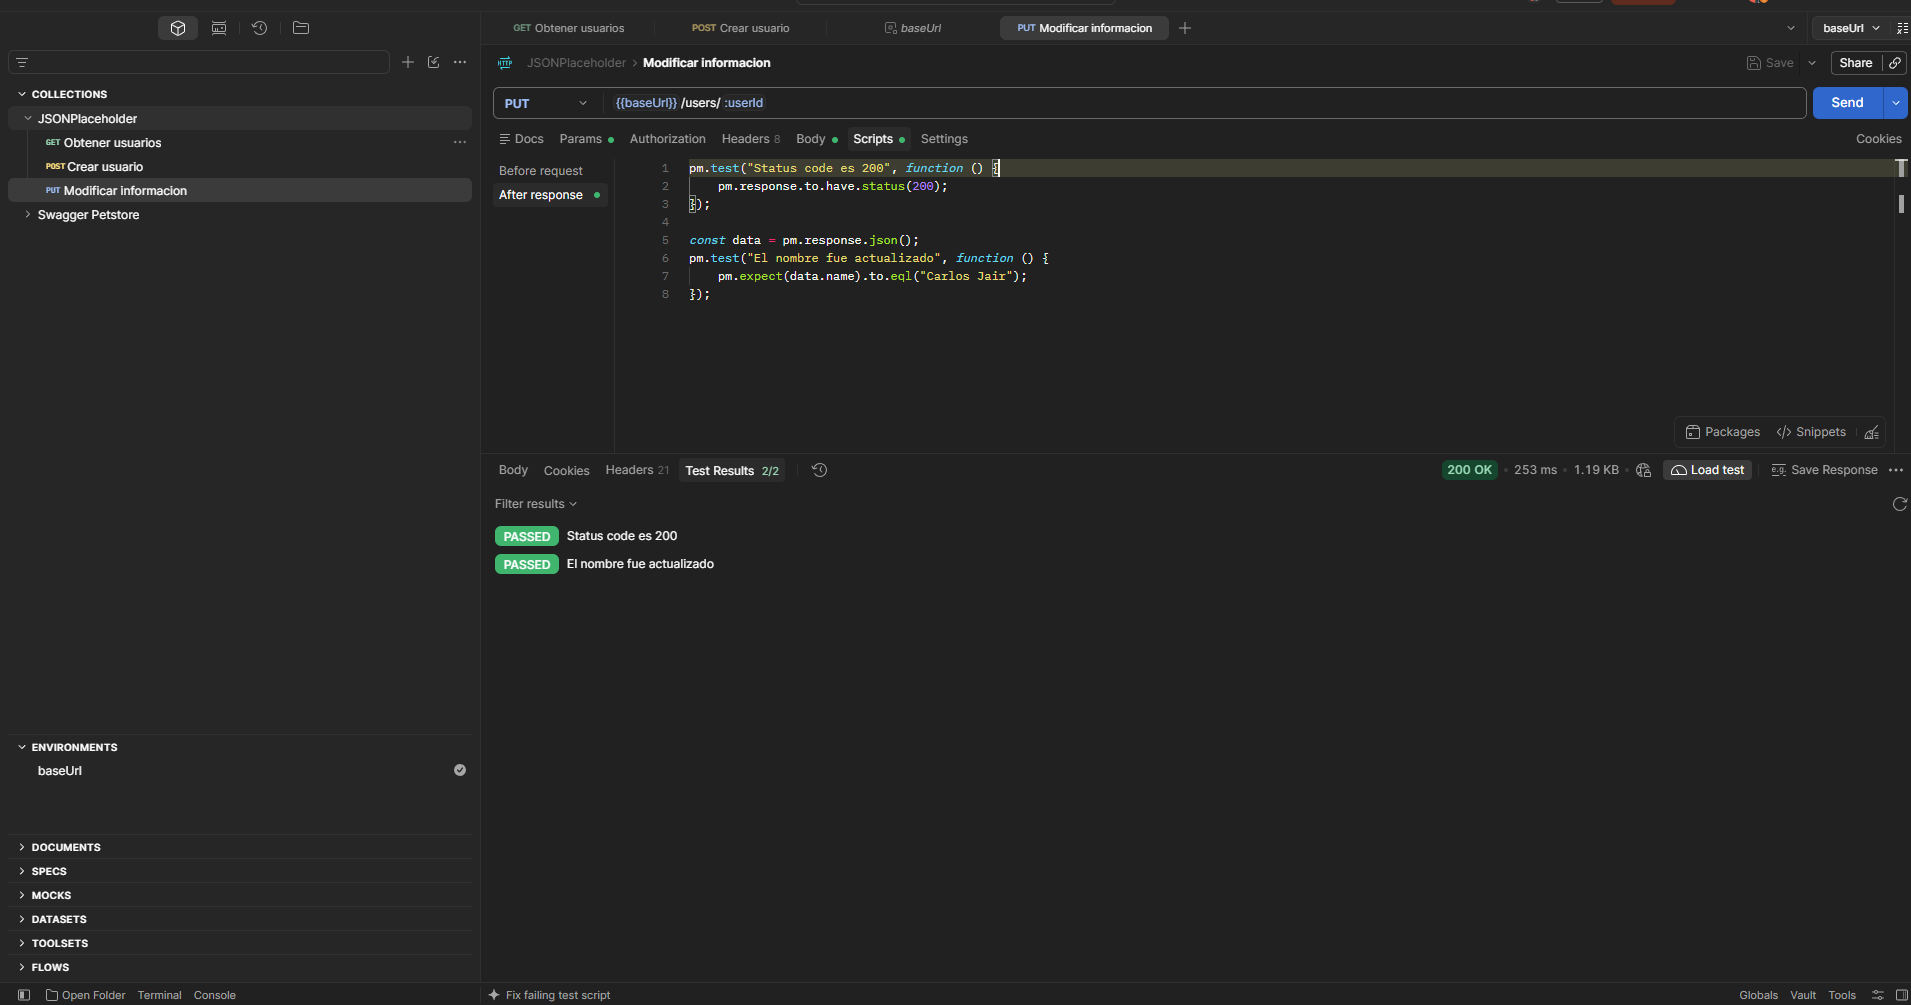 GET Obtener usuarios
POST Crear usuario
baseUrl
PUT Modificar informacion
baseUrl
JSONPlaceholder > Modificar informacion
Save
Share
COLLECTIONS
JSONPlaceholder
GET Obtener usuarios
POST Crear usuario
PUT Modificar informacion
Swagger Petstore
PUT
{{baseUrl}} /users/ :userId
Send
Docs
Params
Authorization
Headers 8
Body
Scripts
Settings
Cookies
Before request
After response
1 pm.test("Status code es 200", function () {
2 pm.response.to.have.status(200);
3 });
4
5 const data = pm.response.json();
6 pm.test("El nombre fue actualizado", function () {
7 pm.expect(data.name).to.eql("Carlos Jair");
8 });
Packages
</> Snippets
Body
Cookies
Headers 21
Test Results 2/2
200 OK
253 ms
1.19 KB
Load test
e.g. Save Response
Filter results
PASSED Status code es 200
PASSED El nombre fue actualizado
ENVIRONMENTS
baseUrl
DOCUMENTS
SPECS
MOCKS
DATASETS
TOOLSETS
FLOWS
Open Folder
Terminal
Console
Fix failing test script
Globals
Vault
Tools